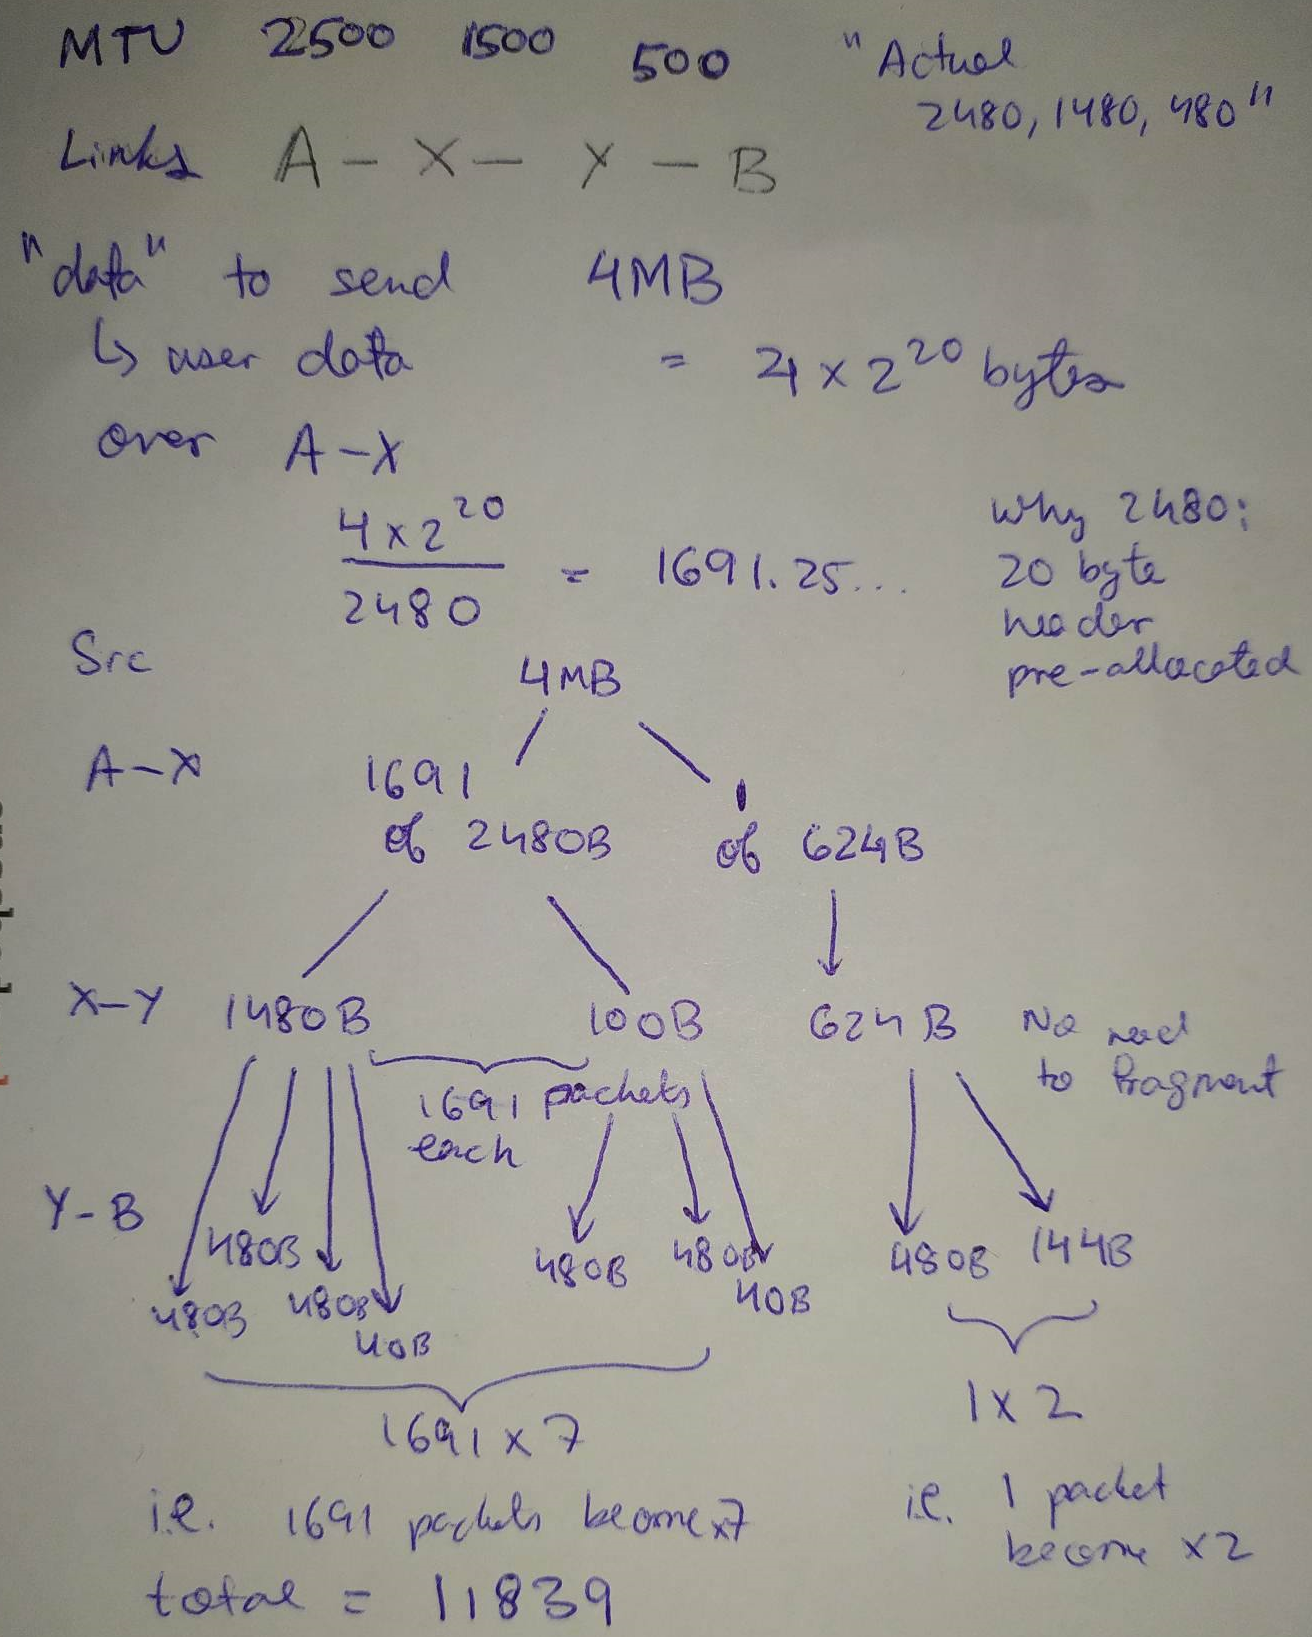 MTU 2500 1500 500 "Actual
2480, 1480, 480"
Links A - X - Y - B
"data" to send 4MB
↳ user data = 4 x 2^20 bytes
over A-X
4 x 2^20 / 2480 = 1691.25...
Why 2480:
20 byte
header
pre-allocated
Src 4MB
A-X 1691 1
of 2480B of 624B
X-Y 1480B 100B 624B No need
to fragment
1691 packets
each
Y-B
480B 480B 480B 40B 480B 480B 40B 480B 144B
1691 x 7 1 x 2
i.e. 1691 packets become x7
i.e. 1 packet
become x2
total = 11839